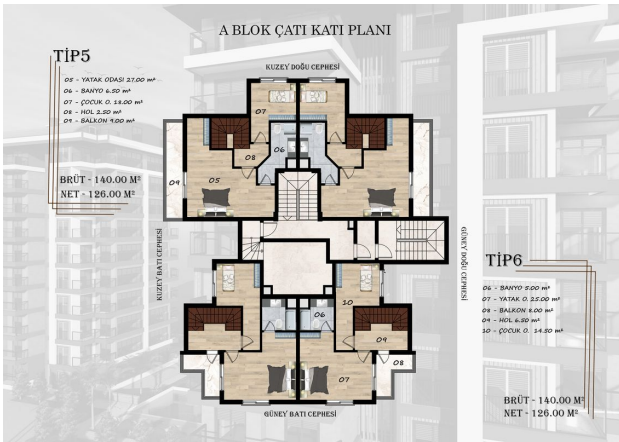 A BLOK ÇATI KATI PLANI
TİP5
05 - YATAK ODASI 27.00 m²
06 - BANYO 6.50 m²
07 - ÇOCUK O. 18.00 m²
08 - HOL 2.50 m²
09 - BALKON 9.00 m²
BRÜT - 140.00 M²
NET - 126.00 M²
KUZEY DOĞU CEPHESİ
07
06
08
05
09
KUZEY BATI CEPHESİ
GÜNEY DOĞU CEPHESİ
TİP6
06 - BANYO 5.00 m²
07 - YATAK O. 25.00 m²
08 - BALKON 8.00 m²
09 - HOL 6.50 m²
10 - ÇOCUK O. 14.50 m²
10
06
09
08
07
GÜNEY BATI CEPHESİ
BRÜT - 140.00 M²
NET - 126.00 M²